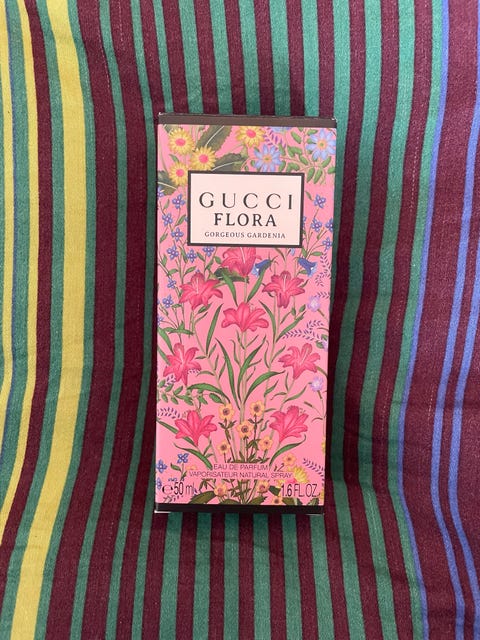 GUCCI
FLORA
GORGEOUS GARDENIA
EAU DE PARFUM
VAPORISATEUR NATURAL SPRAY
℮50 ml 1.6 FL.OZ.